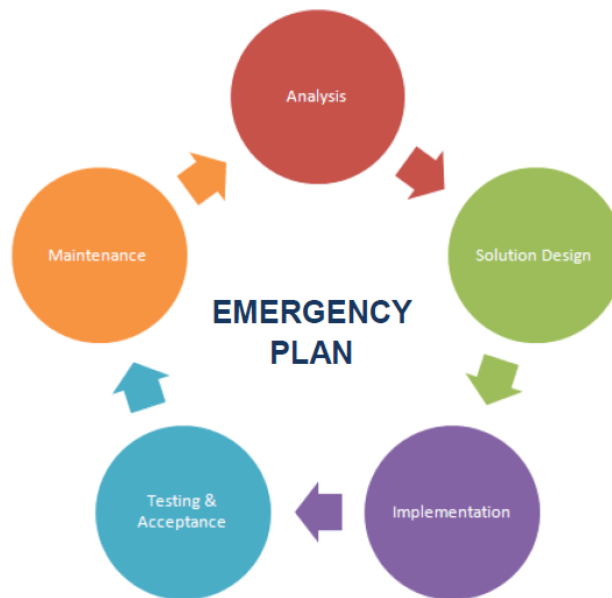 Analysis
Solution Design
Implementation
Testing &
Acceptance
Maintenance
EMERGENCY
PLAN